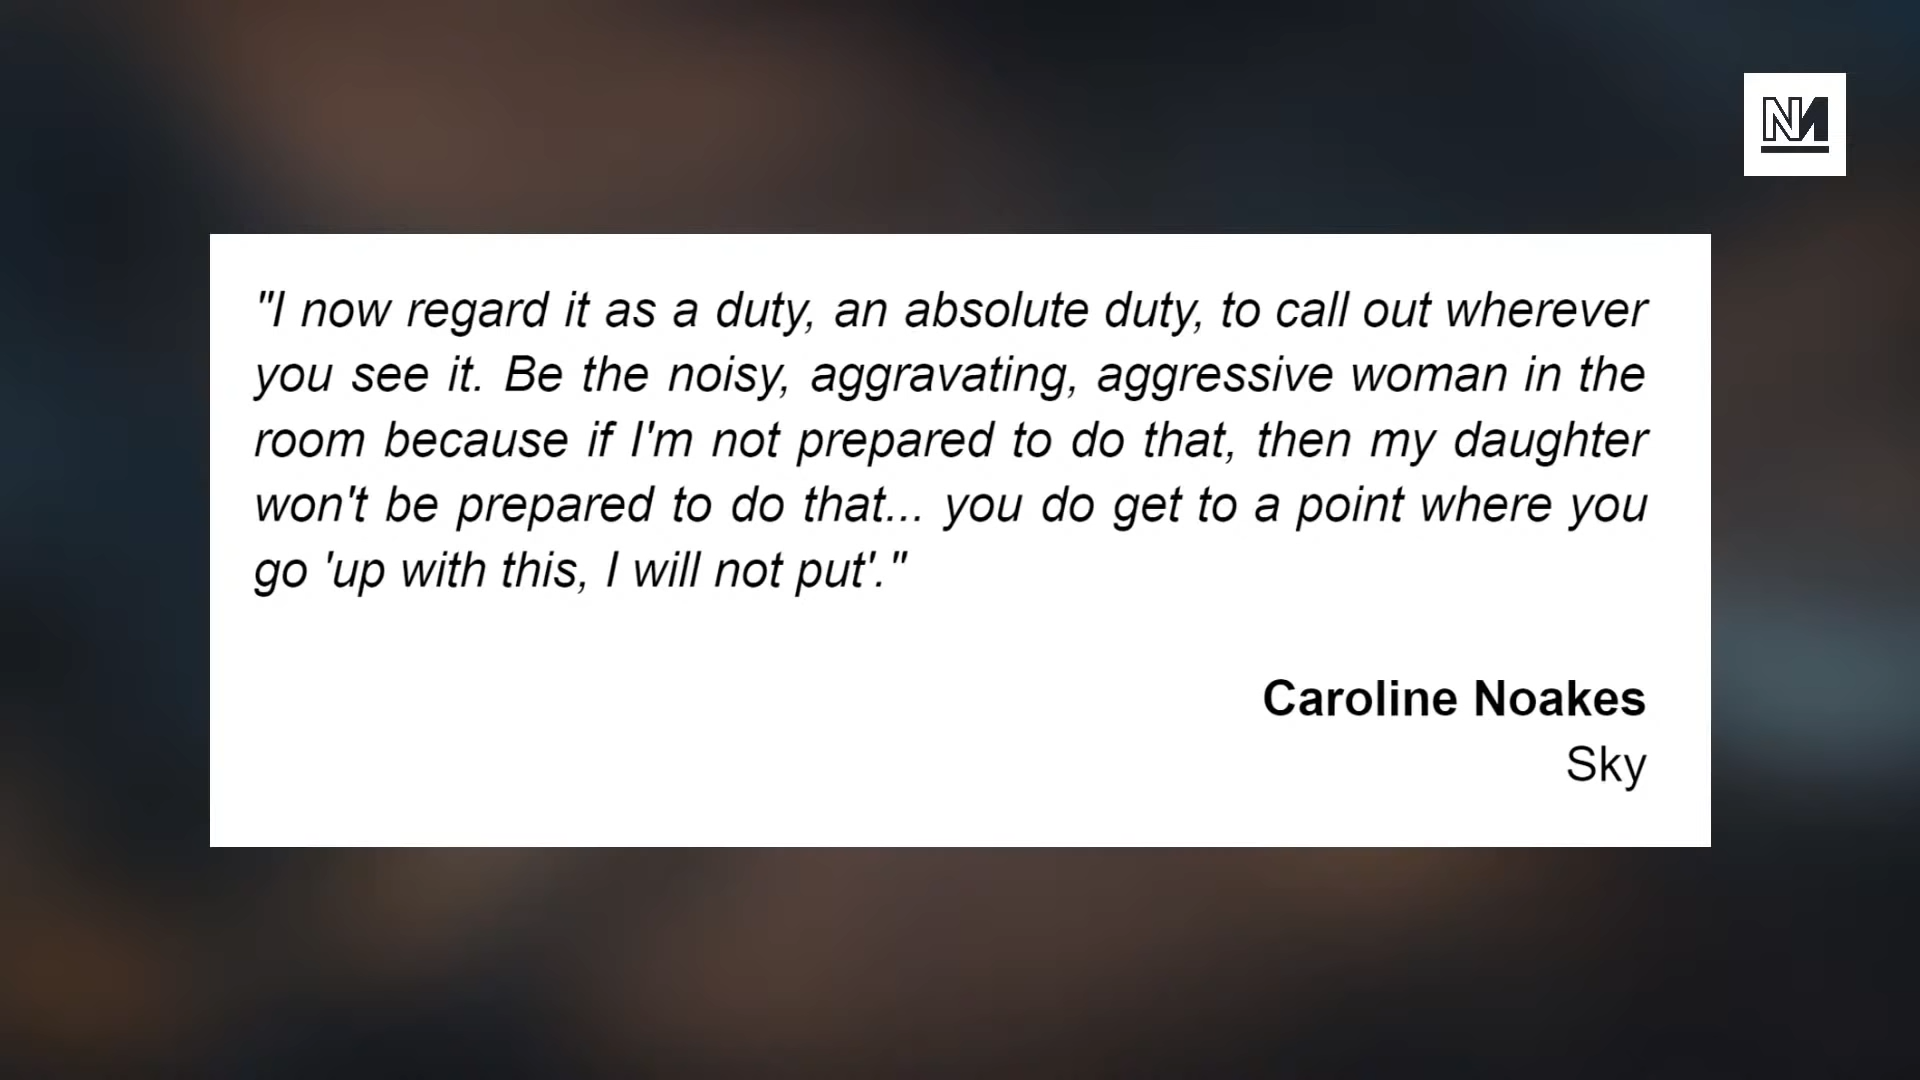 NM
"I now regard it as a duty, an absolute duty, to call out wherever
you see it. Be the noisy, aggravating, aggressive woman in the
room because if I'm not prepared to do that, then my daughter
won't be prepared to do that... you do get to a point where you
go 'up with this, I will not put'."
Caroline Noakes
Sky